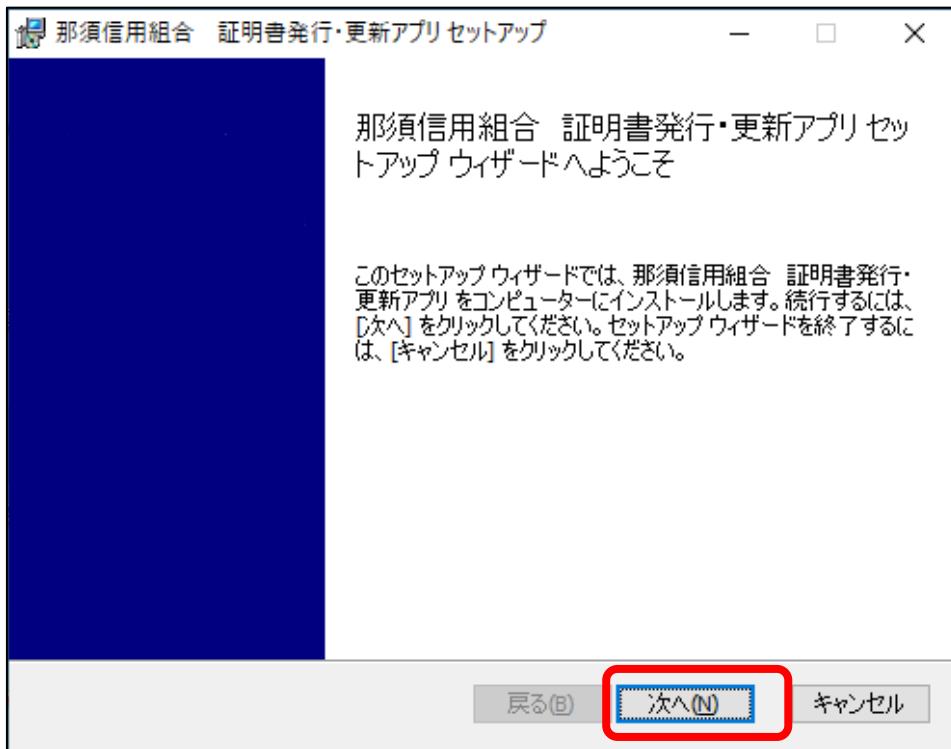 那須信用組合　証明書発行・更新アプリ セットアップ
那須信用組合　証明書発行・更新アプリ セッ
トアップ ウィザードへようこそ
このセットアップ ウィザードでは、那須信用組合　証明書発行・
更新アプリ をコンピューターにインストールします。続行するには、
[次へ] をクリックしてください。セットアップ ウィザードを終了するに
は、[キャンセル] をクリックしてください。
戻る(B) 次へ(N) キャンセル